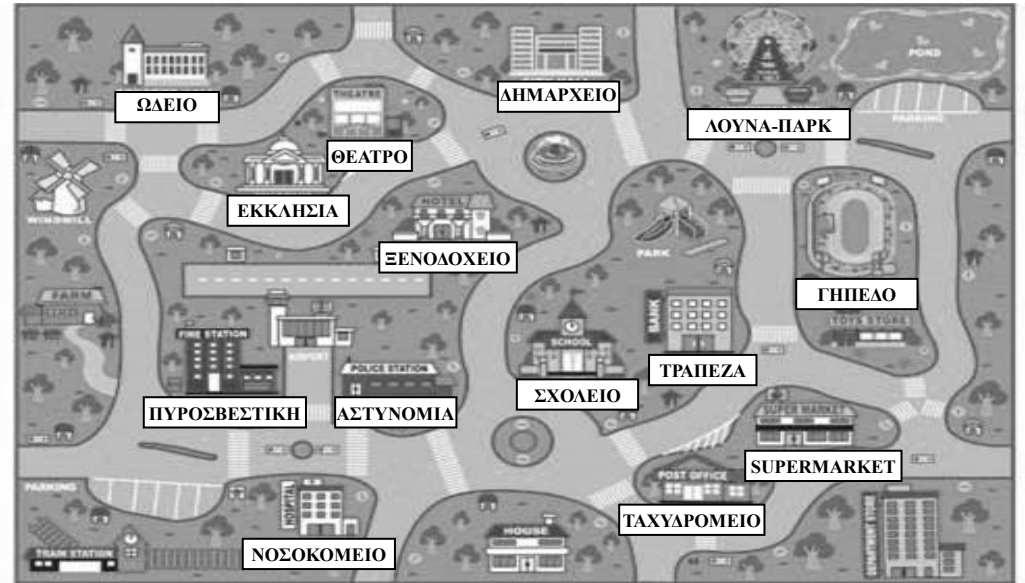 ΩΔΕΙΟ
ΔΗΜΑΡΧΕΙΟ
ΛΟΥΝΑ-ΠΑΡΚ
POND
PARKING
THEATRE
ΘΕΑΤΡΟ
ΕΚΚΛΗΣΙΑ
WINDMILL
HOTEL
ΞΕΝΟΔΟΧΕΙΟ
PARK
ΓΗΠΕΔΟ
TOYS STORE
FARM
FIRE STATION
AIRPORT
POLICE STATION
SCHOOL
BANK
ΤΡΑΠΕΖΑ
ΠΥΡΟΣΒΕΣΤΙΚΗ
ΑΣΤΥΝΟΜΙΑ
ΣΧΟΛΕΙΟ
SUPER MARKET
SUPERMARKET
PARKING
HOSPITAL
POST OFFICE
ΤΑΧΥΔΡΟΜΕΙΟ
TRAIN STATION
ΝΟΣΟΚΟΜΕΙΟ
HOUSE
DEPARTMENT STORE